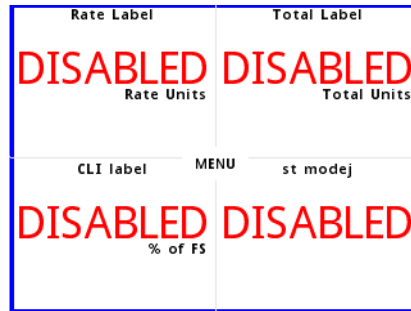 Rate Label
Total Label
DISABLED
DISABLED
Rate Units
Total Units
CLI label
MENU
st modej
DISABLED
DISABLED
% of FS